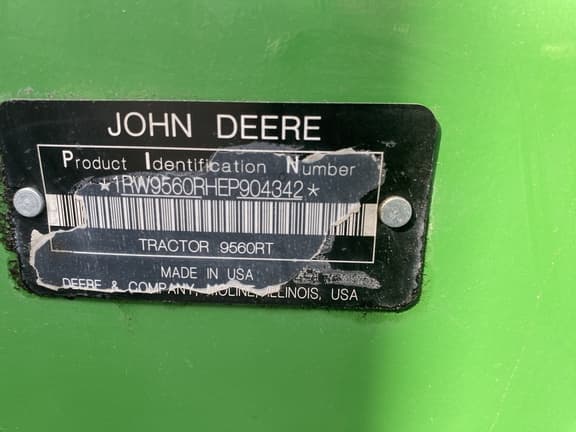 JOHN DEERE
Product Identification Number
*1RW9560RHEP904342*
TRACTOR 9560RT
MADE IN USA
DEERE & COMPANY, MOLINE, ILLINOIS, USA